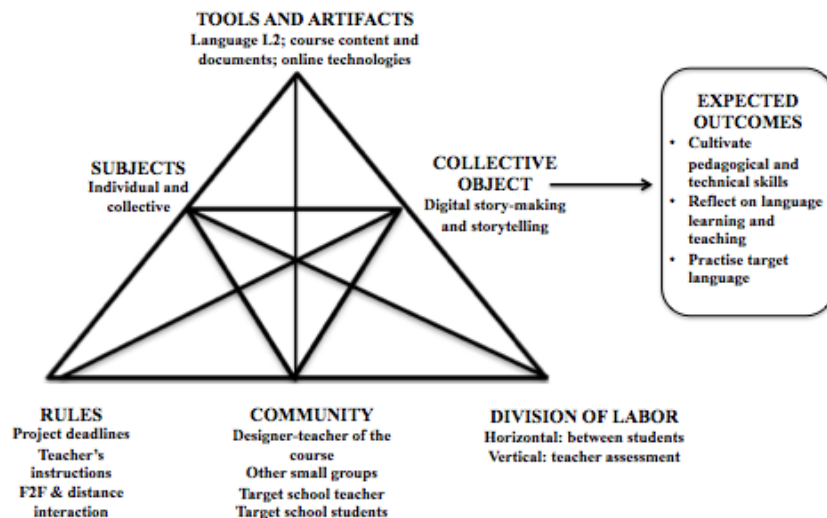 TOOLS AND ARTIFACTS
Language L2; course content and
documents; online technologies
SUBJECTS
Individual and
collective
COLLECTIVE
OBJECT
Digital story-making
and storytelling
EXPECTED
OUTCOMES
• Cultivate
pedagogical and
technical skills
• Reflect on language
learning and
teaching
• Practise target
language
RULES
Project deadlines
Teacher's
instructions
F2F & distance
interaction
COMMUNITY
Designer-teacher of the
course
Other small groups
Target school teacher
Target school students
DIVISION OF LABOR
Horizontal: between students
Vertical: teacher assessment